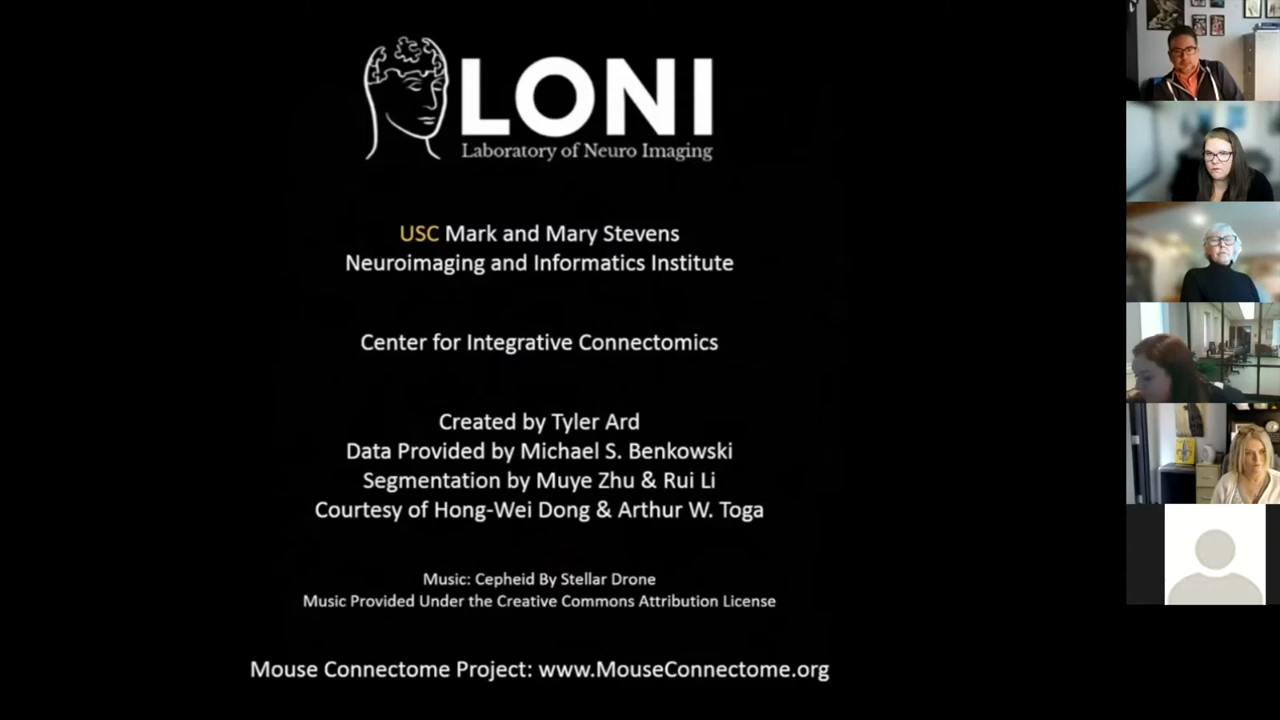 LONI
Laboratory of Neuro Imaging
USC Mark and Mary Stevens
Neuroimaging and Informatics Institute
Center for Integrative Connectomics
Created by Tyler Ard
Data Provided by Michael S. Benkowski
Segmentation by Muye Zhu & Rui Li
Courtesy of Hong-Wei Dong & Arthur W. Toga
Music: Cepheid By Stellar Drone
Music Provided Under the Creative Commons Attribution License
Mouse Connectome Project: www.MouseConnectome.org